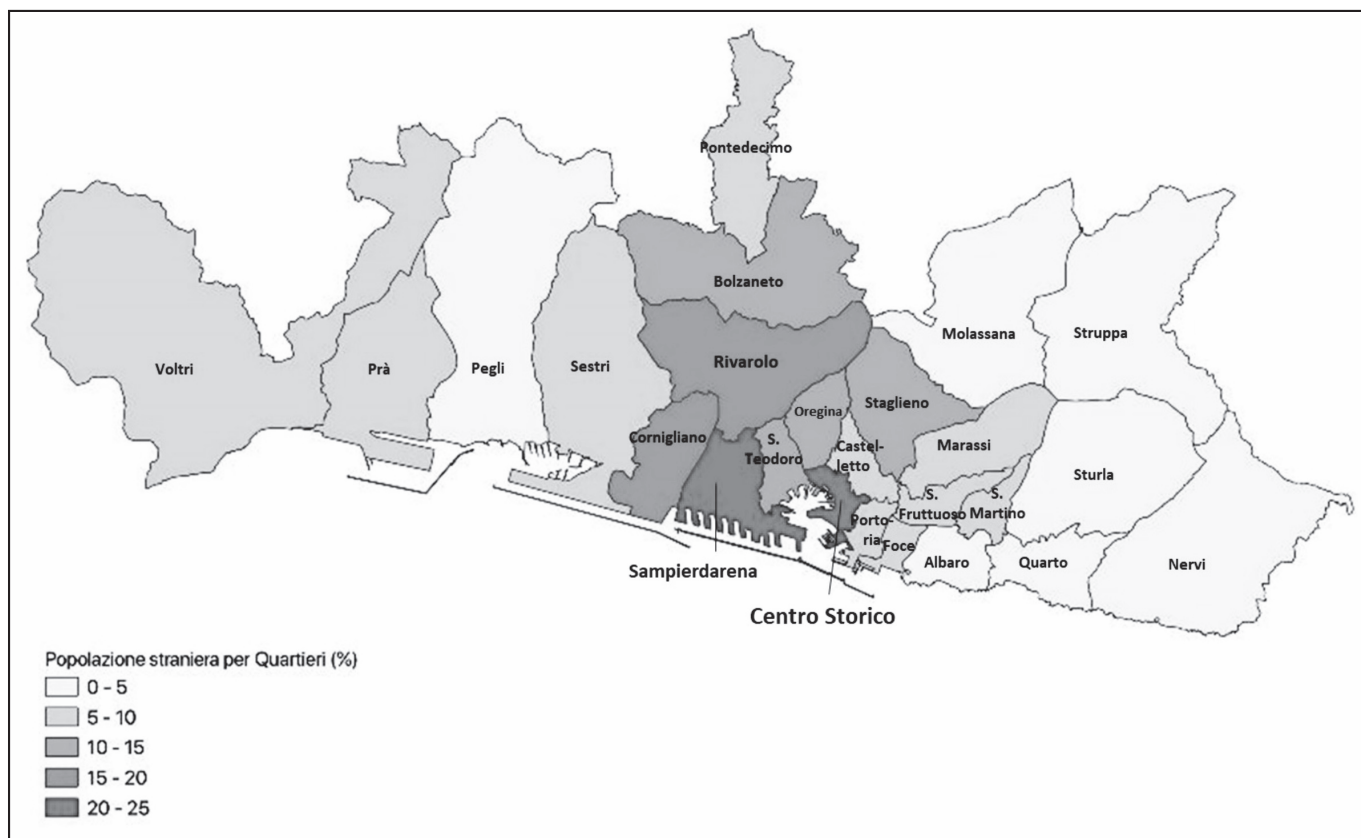 Pontedecimo
Bolzaneto
Molassana
Struppa
Voltri
Prà
Pegli
Sestri
Rivarolo
Oregina
Staglieno
Cornigliano
S.
Teodoro
Castel-
letto
Marassi
Sturla
S.
Fruttuoso
S.
Martino
Porto-
ria
Foce
Albaro
Quarto
Nervi
Sampierdarena
Centro Storico
Popolazione straniera per Quartieri (%)
0 - 5
5 - 10
10 - 15
15 - 20
20 - 25